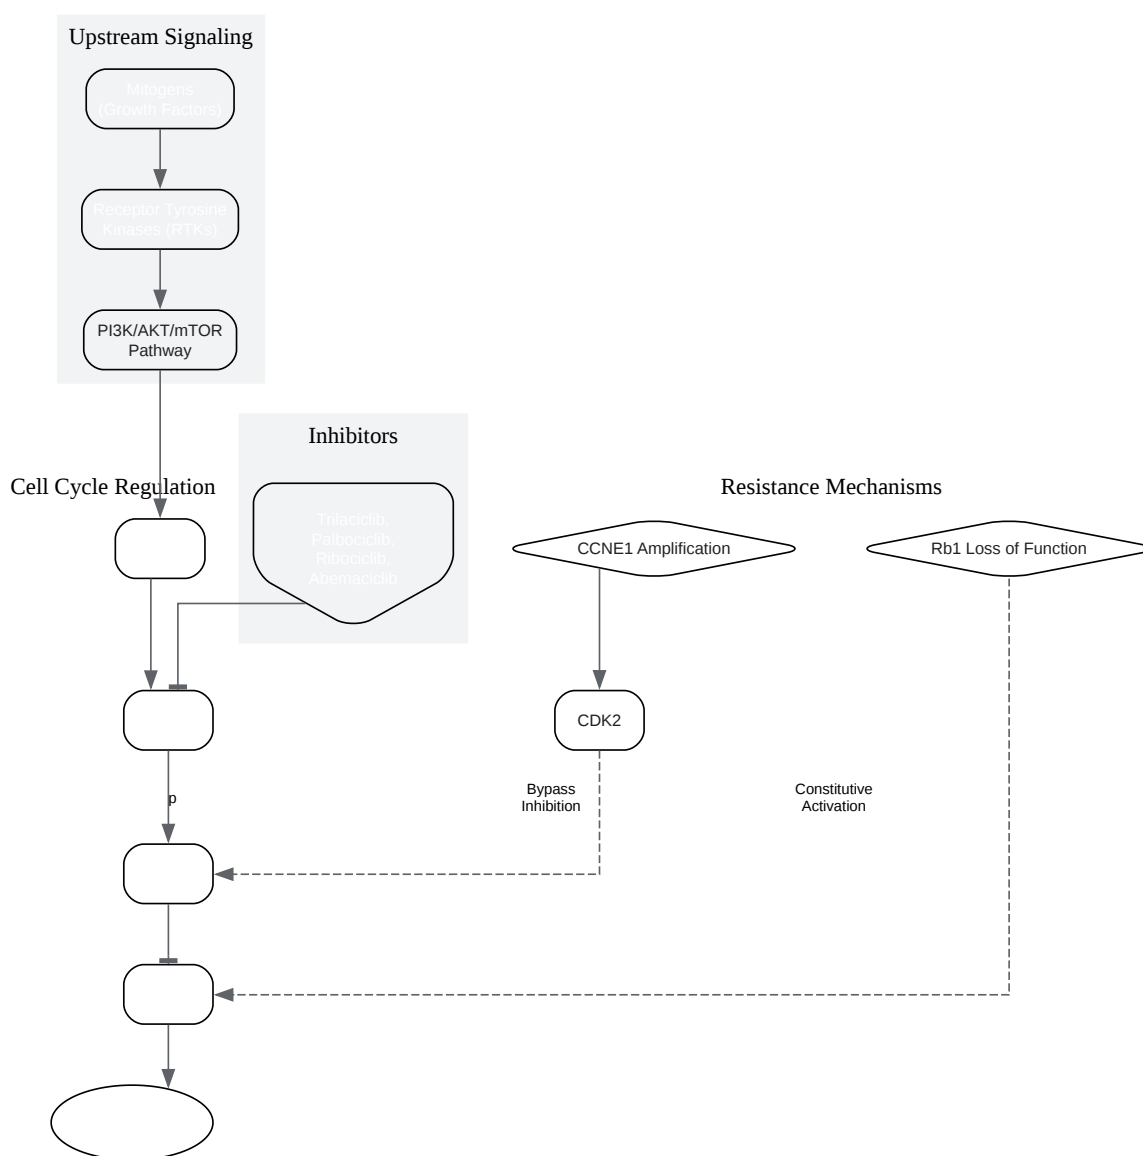 Upstream Signaling
Mitogens
(Growth Factors)
Receptor Tyrosine
Kinases (RTKs)
PI3K/AKT/mTOR
Pathway
Inhibitors
Cell Cycle Regulation
Resistance Mechanisms
Trilaciclib,
Palbociclib,
Ribociclib,
Abemaciclib
CCNE1 Amplification
Rb1 Loss of Function
CDK2
p
Bypass
Inhibition
Constitutive
Activation